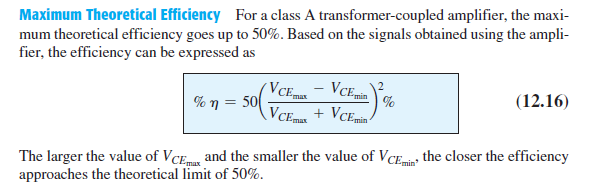 Maximum Theoretical Efficiency For a class A transformer-coupled amplifier, the maxi-
mum theoretical efficiency goes up to 50%. Based on the signals obtained using the ampli-
fier, the efficiency can be expressed as
% η = 50(V_CEmax − V_CEmin / V_CEmax + V_CEmin)²% (12.16)
The larger the value of V_CEmax and the smaller the value of V_CEmin, the closer the efficiency
approaches the theoretical limit of 50%.